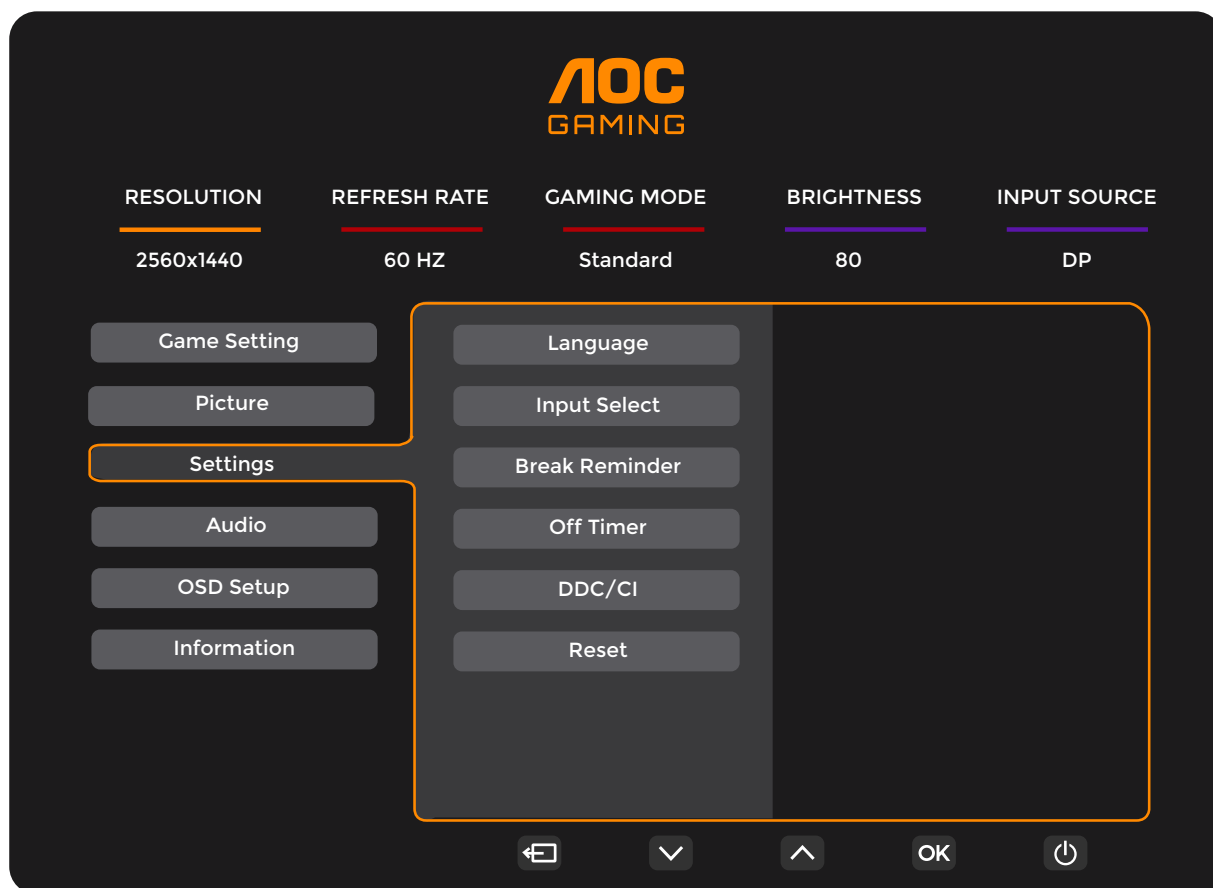 AOC
GAMING
RESOLUTION REFRESH RATE GAMING MODE BRIGHTNESS INPUT SOURCE
2560x1440 60 HZ Standard 80 DP
Game Setting
Picture
Settings
Audio
OSD Setup
Information
Language
Input Select
Break Reminder
Off Timer
DDC/CI
Reset
OK